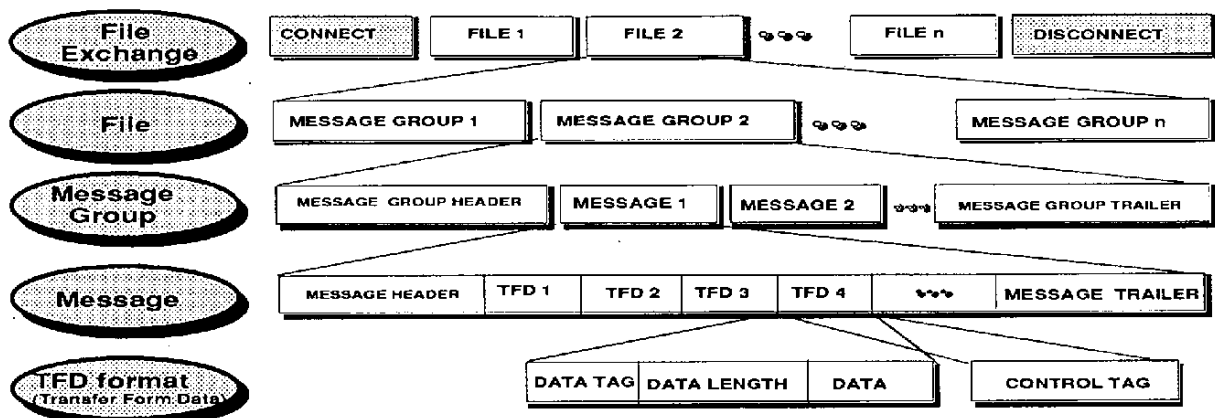 File Exchange
CONNECT
FILE 1
FILE 2
FILE n
DISCONNECT
File
MESSAGE GROUP 1
MESSAGE GROUP 2
MESSAGE GROUP n
Message Group
MESSAGE GROUP HEADER
MESSAGE 1
MESSAGE 2
MESSAGE GROUP TRAILER
Message
MESSAGE HEADER
TFD 1
TFD 2
TFD 3
TFD 4
MESSAGE TRAILER
TFD format
(Transfer Form Data)
DATA TAG
DATA LENGTH
DATA
CONTROL TAG